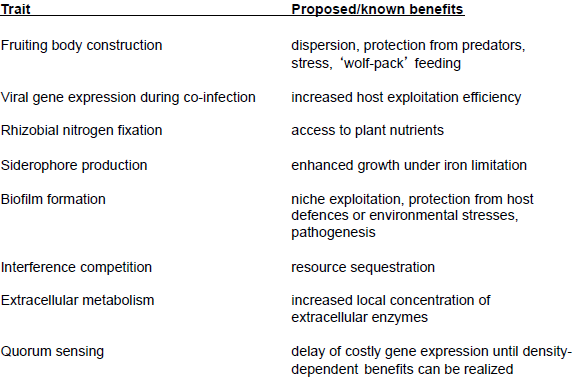 Trait Proposed/known benefits
Fruiting body construction dispersion, protection from predators,
stress, ‘wolf-pack’ feeding
Viral gene expression during co-infection increased host exploitation efficiency
Rhizobial nitrogen fixation access to plant nutrients
Siderophore production enhanced growth under iron limitation
Biofilm formation niche exploitation, protection from host
defences or environmental stresses,
pathogenesis
Interference competition resource sequestration
Extracellular metabolism increased local concentration of
extracellular enzymes
Quorum sensing delay of costly gene expression until density-
dependent benefits can be realized